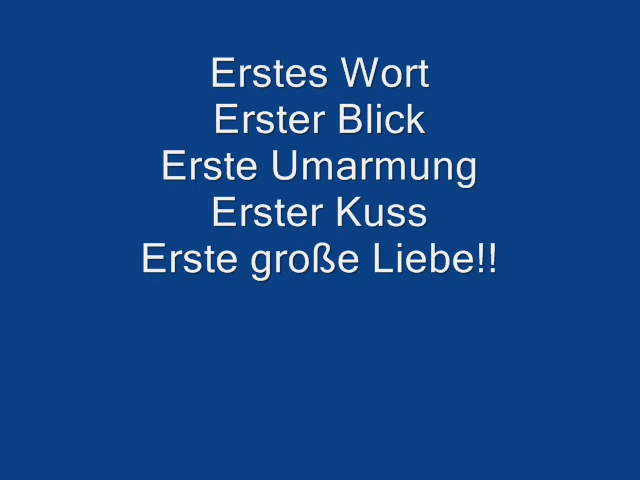 Erstes Wort
Erster Blick
Erste Umarmung
Erster Kuss
Erste große Liebe!!